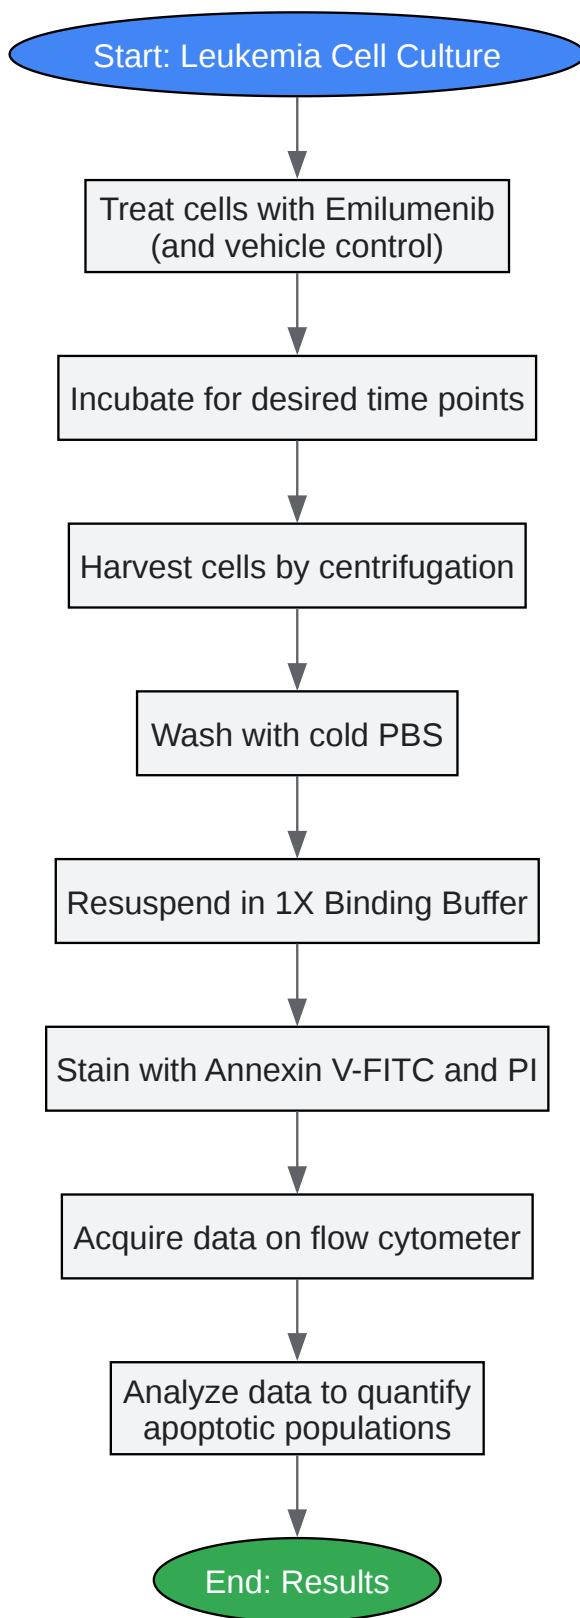 Start: Leukemia Cell Culture
Treat cells with Emilumenib
(and vehicle control)
Incubate for desired time points
Harvest cells by centrifugation
Wash with cold PBS
Resuspend in 1X Binding Buffer
Stain with Annexin V-FITC and PI
Acquire data on flow cytometer
Analyze data to quantify
apoptotic populations
End: Results